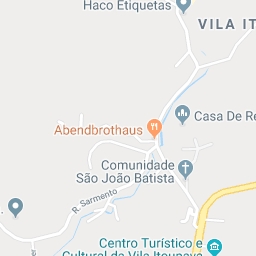 Haco Etiquetas
VILA IT
Casa De Re
Abendbrothaus
Comunidade
São João Batista
R. Sarmento
Centro Turístico e
Cultural da Vila Itoupava